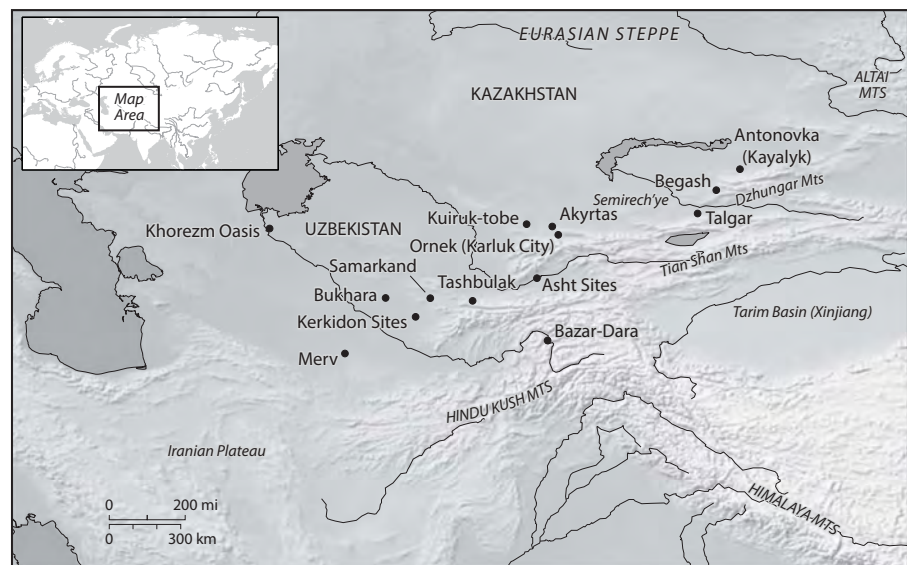 EURASIAN STEPPE
ALTAI
MTS
Map
Area
KAZAKHSTAN
Antonovka
(Kayalyk)
Begash
Dzhungar Mts
Semirech'ye
Talgar
Kuiruk-tobe
Akyrtas
Khorezm Oasis
UZBEKISTAN
Ornek (Karluk City)
Tian Shan Mts
Samarkand
Tashbulak
Asht Sites
Bukhara
Kerkidon Sites
Tarim Basin (Xinjiang)
Bazar-Dara
Merv
HINDU KUSH MTS
Iranian Plateau
HIMALAYA MTS
0 200 mi
0 300 km